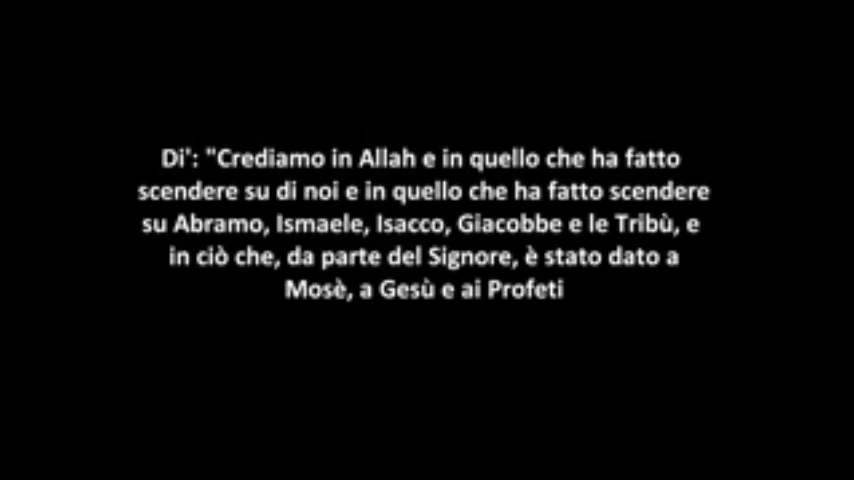 Di': "Crediamo in Allah e in quello che ha fatto
scendere su di noi e in quello che ha fatto scendere
su Abramo, Ismaele, Isacco, Giacobbe e le Tribù, e
in ciò che, da parte del Signore, è stato dato a
Mosè, a Gesù e ai Profeti